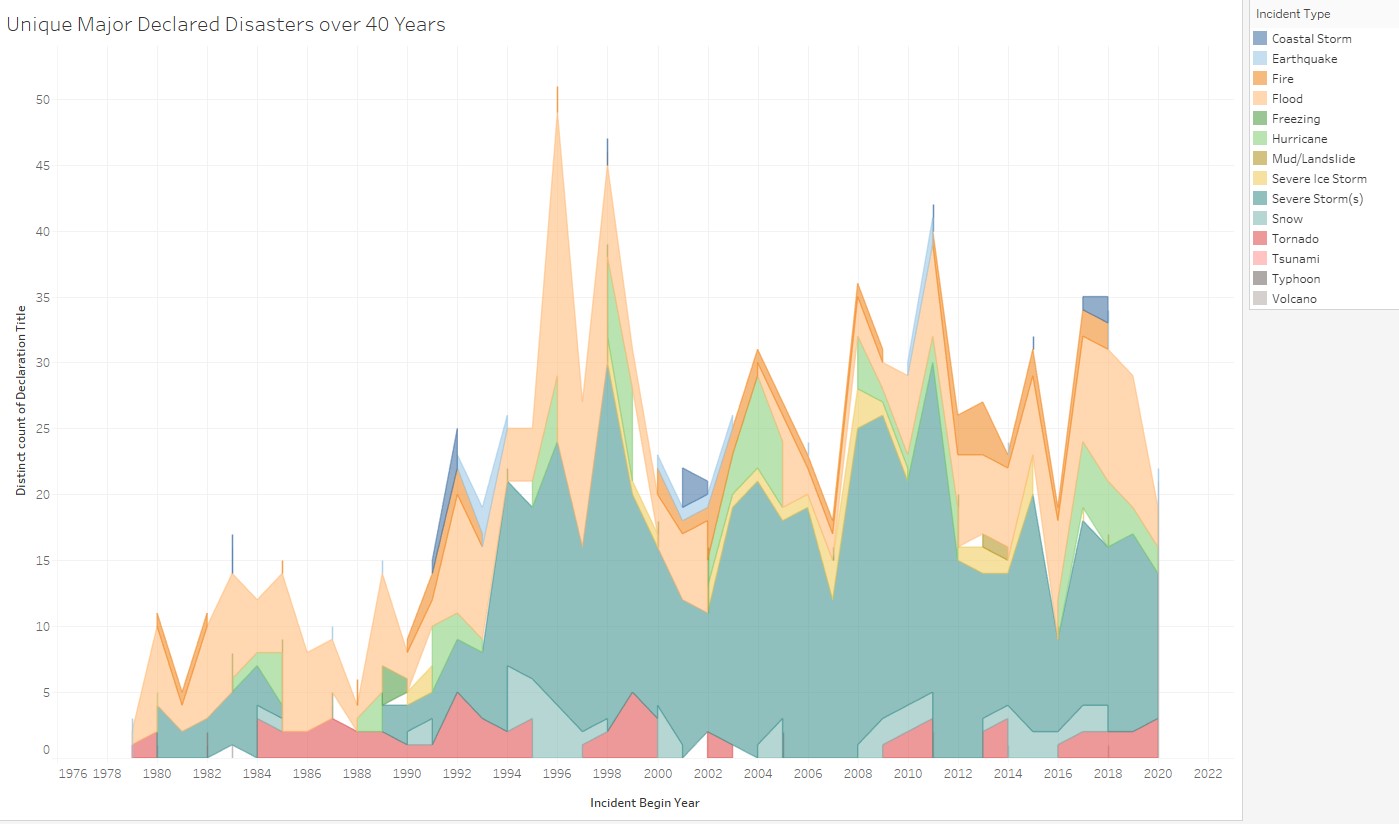 Unique Major Declared Disasters over 40 Years
Incident Type
Coastal Storm
Earthquake
Fire
Flood
Freezing
Hurricane
Mud/Landslide
Severe Ice Storm
Severe Storm(s)
Snow
Tornado
Tsunami
Typhoon
Volcano
Distinct count of Declaration Title
50
45
40
35
30
25
20
15
10
5
0
1976 1978 1980 1982 1984 1986 1988 1990 1992 1994 1996 1998 2000 2002 2004 2006 2008 2010 2012 2014 2016 2018 2020 2022
Incident Begin Year